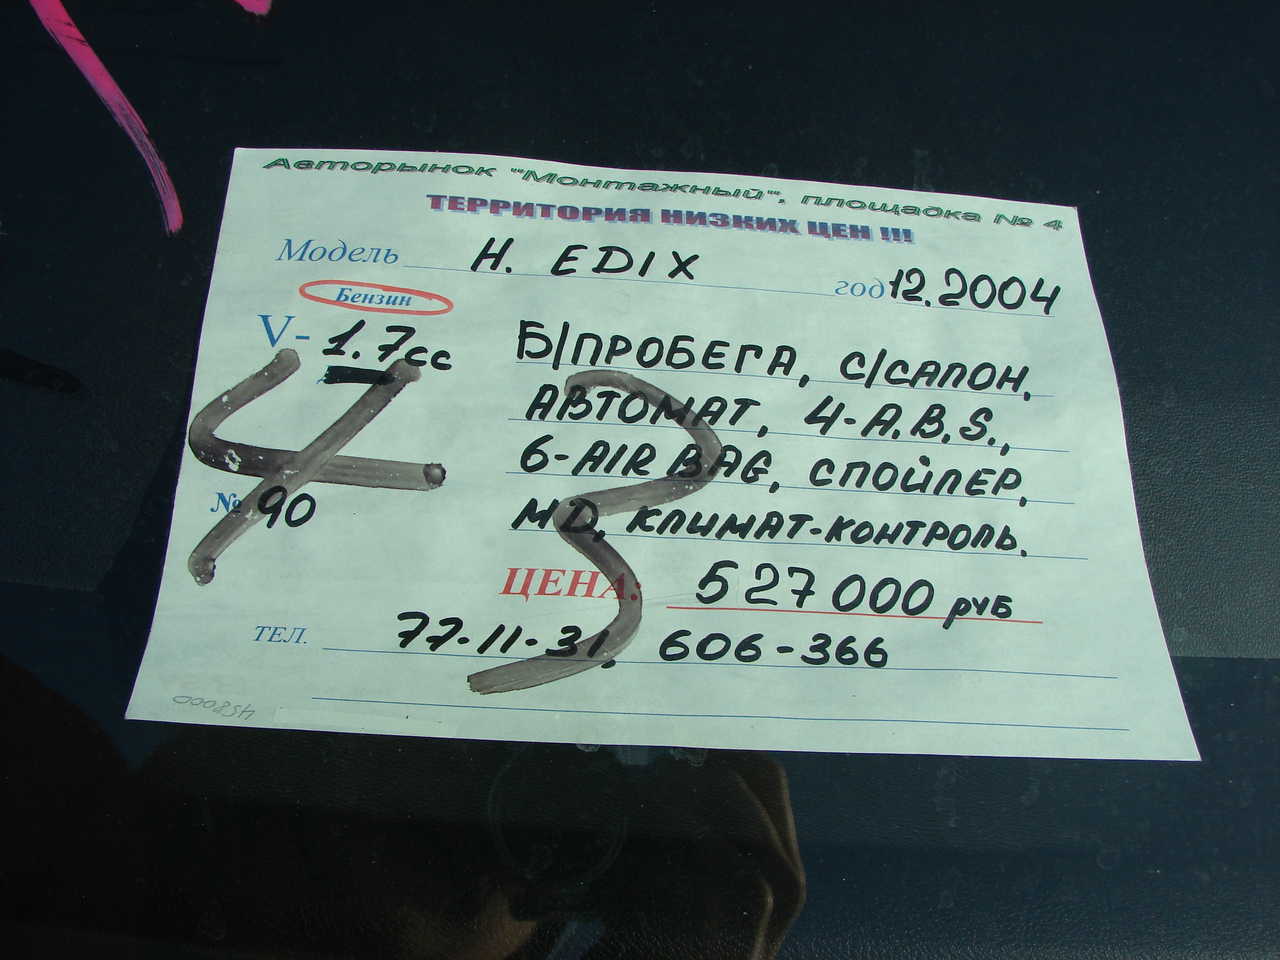 Авторынок "Монтажный", площадка № 4
ТЕРРИТОРИЯ НИЗКИХ ЦЕН !!!
Модель H. EDIX год 12.2004
Бензин
V- 1.7cc Б/ПРОБЕГА, С/САЛОН,
АВТОМАТ, 4-A.B.S.,
6-AIR BAG, СПОЙЛЕР,
№ 90 MD, КЛИМАТ-КОНТРОЛЬ.
ЦЕНА: 527000 руб
ТЕЛ. 77-11-31, 606-366
458000
43